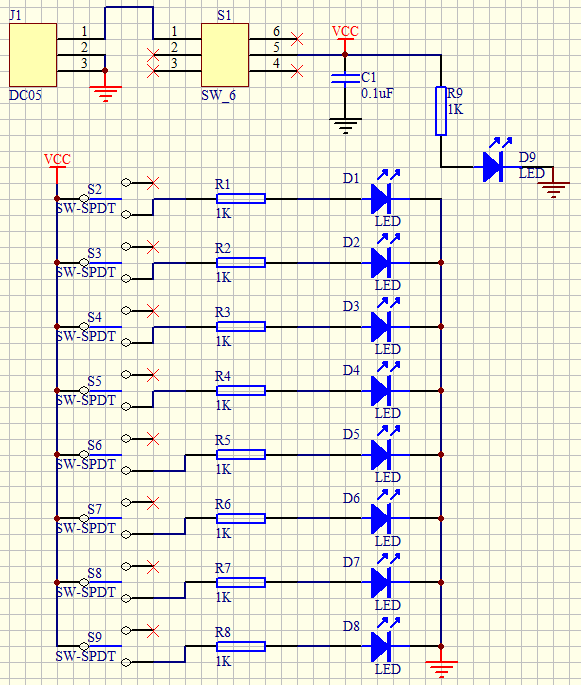 J1
S1
1
2
3
1
2
3
6
5
4
VCC
DC05
SW_6
C1
0.1uF
R9
1K
D9
LED
VCC
S2
SW-SPDT
R1
1K
D1
LED
S3
SW-SPDT
R2
1K
D2
LED
S4
SW-SPDT
R3
1K
D3
LED
S5
SW-SPDT
R4
1K
D4
LED
S6
SW-SPDT
R5
1K
D5
LED
S7
SW-SPDT
R6
1K
D6
LED
S8
SW-SPDT
R7
1K
D7
LED
S9
SW-SPDT
R8
1K
D8
LED